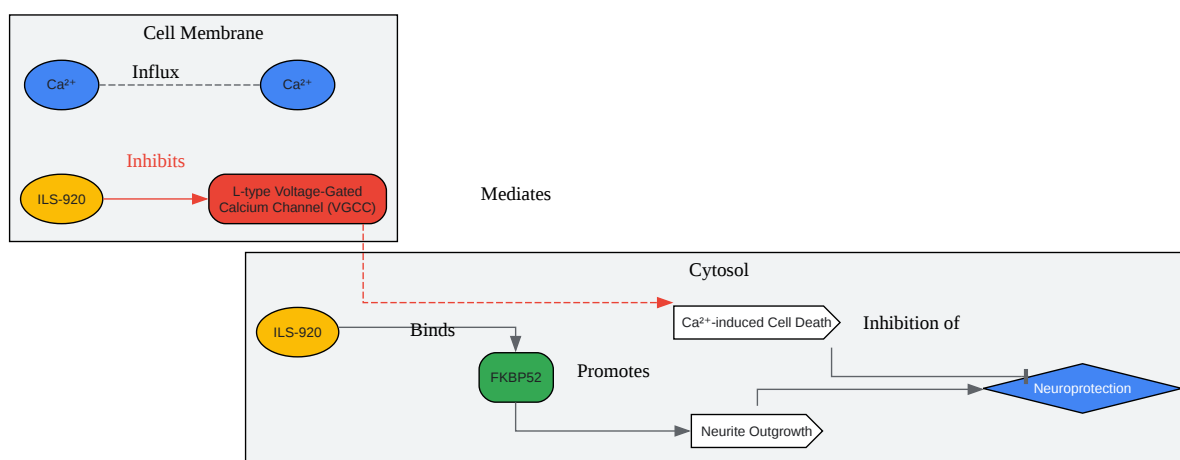 Cell Membrane
Ca²⁺
Influx
Ca²⁺
Inhibits
ILS-920
L-type Voltage-Gated
Calcium Channel (VGCC)
Mediates
Cytosol
ILS-920
Binds
Ca²⁺-induced Cell Death
Inhibition of
FKBP52
Promotes
Neuroprotection
Neurite Outgrowth